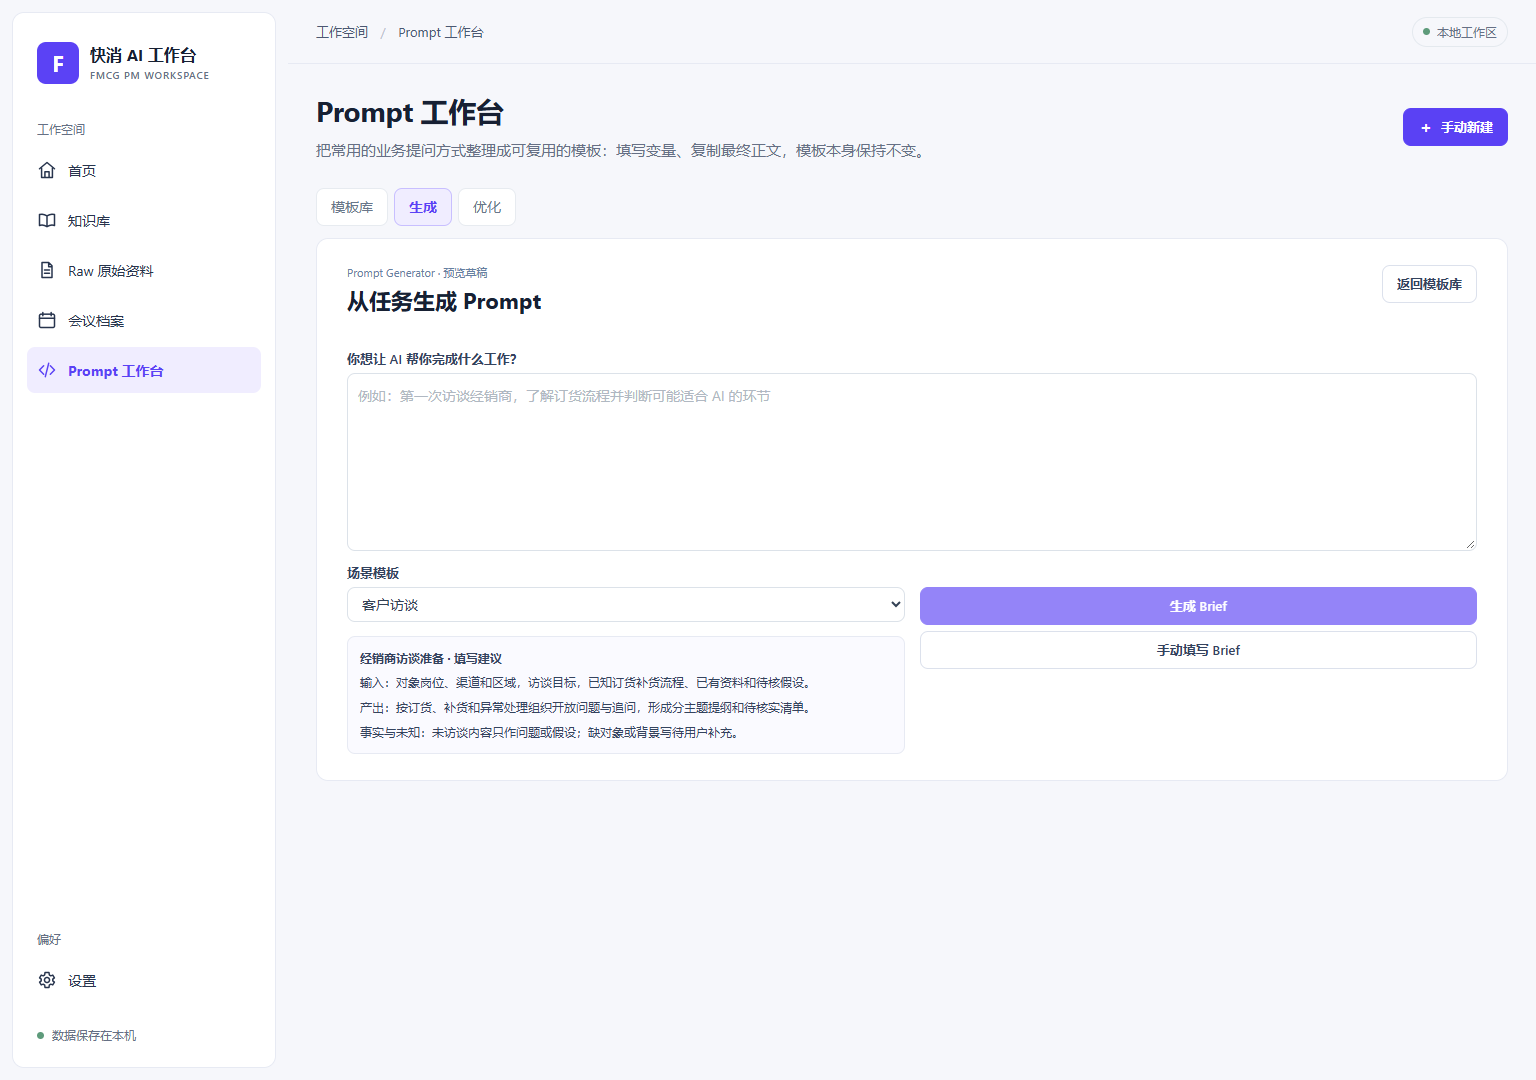 F
快消 AI 工作台
FMCG PM WORKSPACE
工作空间
首页
知识库
Raw 原始资料
会议档案
Prompt 工作台
偏好
设置
数据保存在本机
工作空间 / Prompt 工作台
本地工作区
Prompt 工作台
把常用的业务提问方式整理成可复用的模板：填写变量、复制最终正文，模板本身保持不变。
+ 手动新建
模板库
生成
优化
Prompt Generator · 预览草稿
从任务生成 Prompt
返回模板库
你想让 AI 帮你完成什么工作？
例如：第一次访谈经销商，了解订货流程并判断可能适合 AI 的环节
场景模板
客户访谈
生成 Brief
手动填写 Brief
经销商访谈准备 · 填写建议
输入：对象岗位、渠道和区域，访谈目标，已知订货补货流程、已有资料和待核假设。
产出：按订货、补货和异常处理组织开放问题与追问，形成分主题提纲和待核实清单。
事实与未知：未访谈内容只作问题或假设；缺对象或背景写待用户补充。